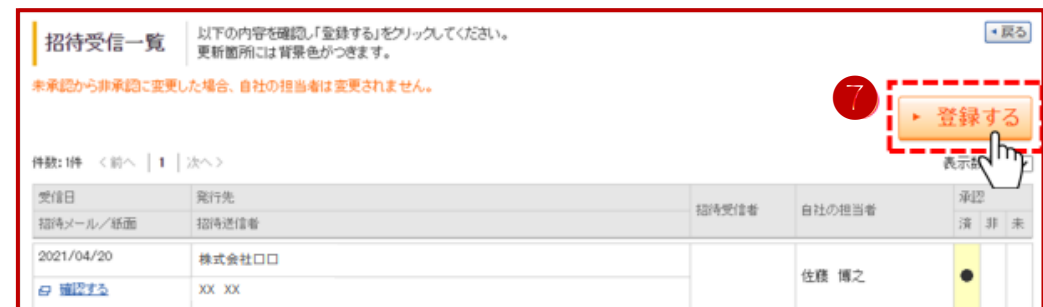 招待受信一覧
以下の内容を確認し「登録する」をクリックしてください。
更新箇所には背景色がつきます。
戻る
未承認から非承認に変更した場合、自社の担当者は変更されません。
7
登録する
件数:1件 <前へ | 1 | 次へ>
表示数
受信日 発行先 招待受信者 自社の担当者 承認
招待メール/紙面 招待送信者 済 非 未
2021/04/20 株式会社口口 佐藤 博之 ●
確認する XX XX